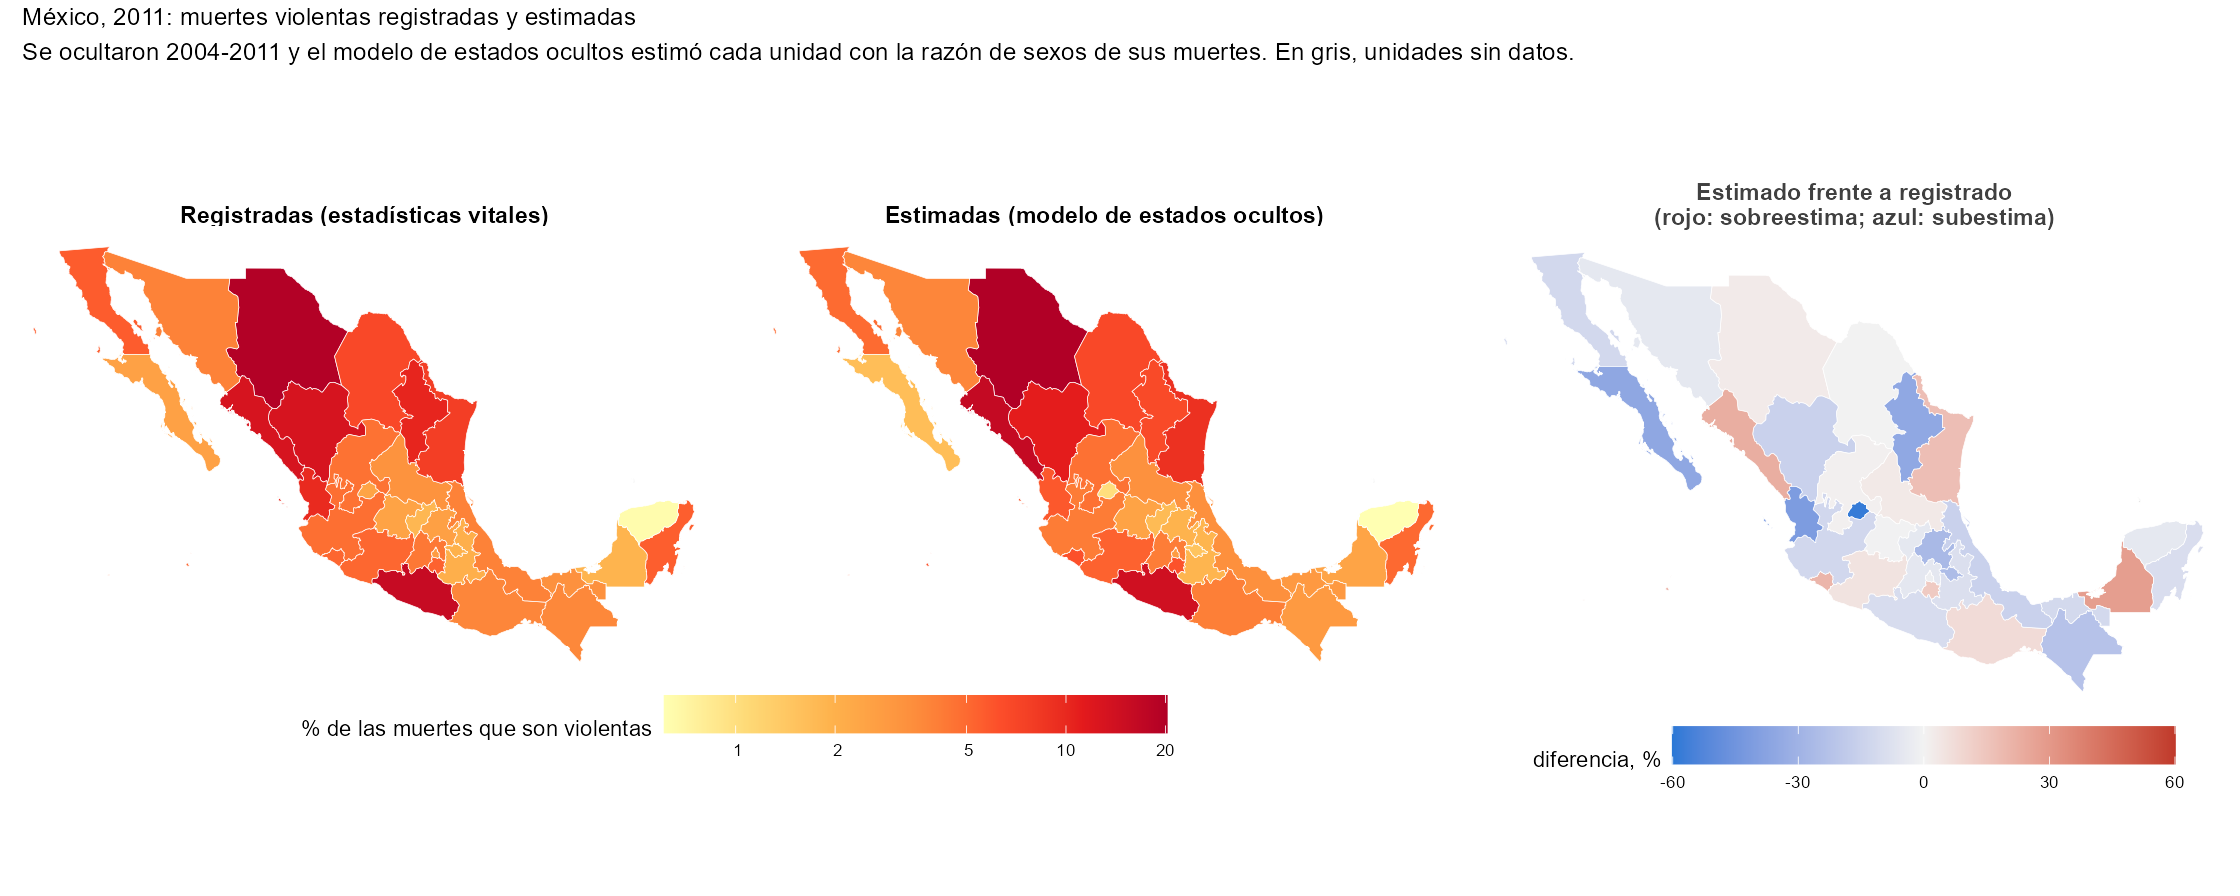 México, 2011: muertes violentas registradas y estimadas
Se ocultaron 2004-2011 y el modelo de estados ocultos estimó cada unidad con la razón de sexos de sus muertes. En gris, unidades sin datos.
Registradas (estadísticas vitales)
Estimadas (modelo de estados ocultos)
Estimado frente a registrado
(rojo: sobreestima; azul: subestima)
% de las muertes que son violentas
1 2 5 10 20
diferencia, %
-60 -30 0 30 60